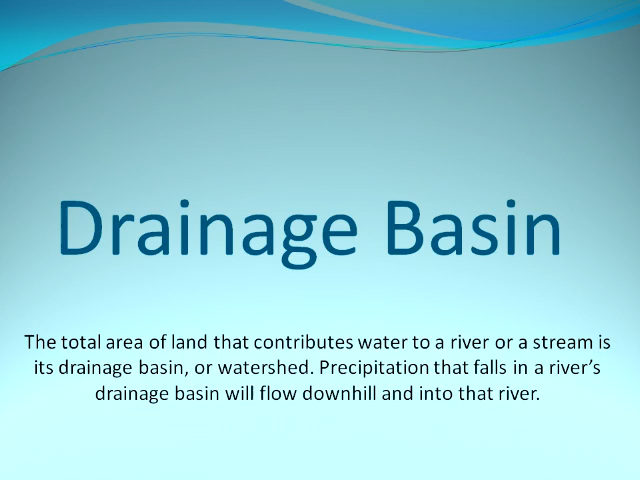 Drainage Basin
The total area of land that contributes water to a river or a stream is
its drainage basin, or watershed. Precipitation that falls in a river’s
drainage basin will flow downhill and into that river.